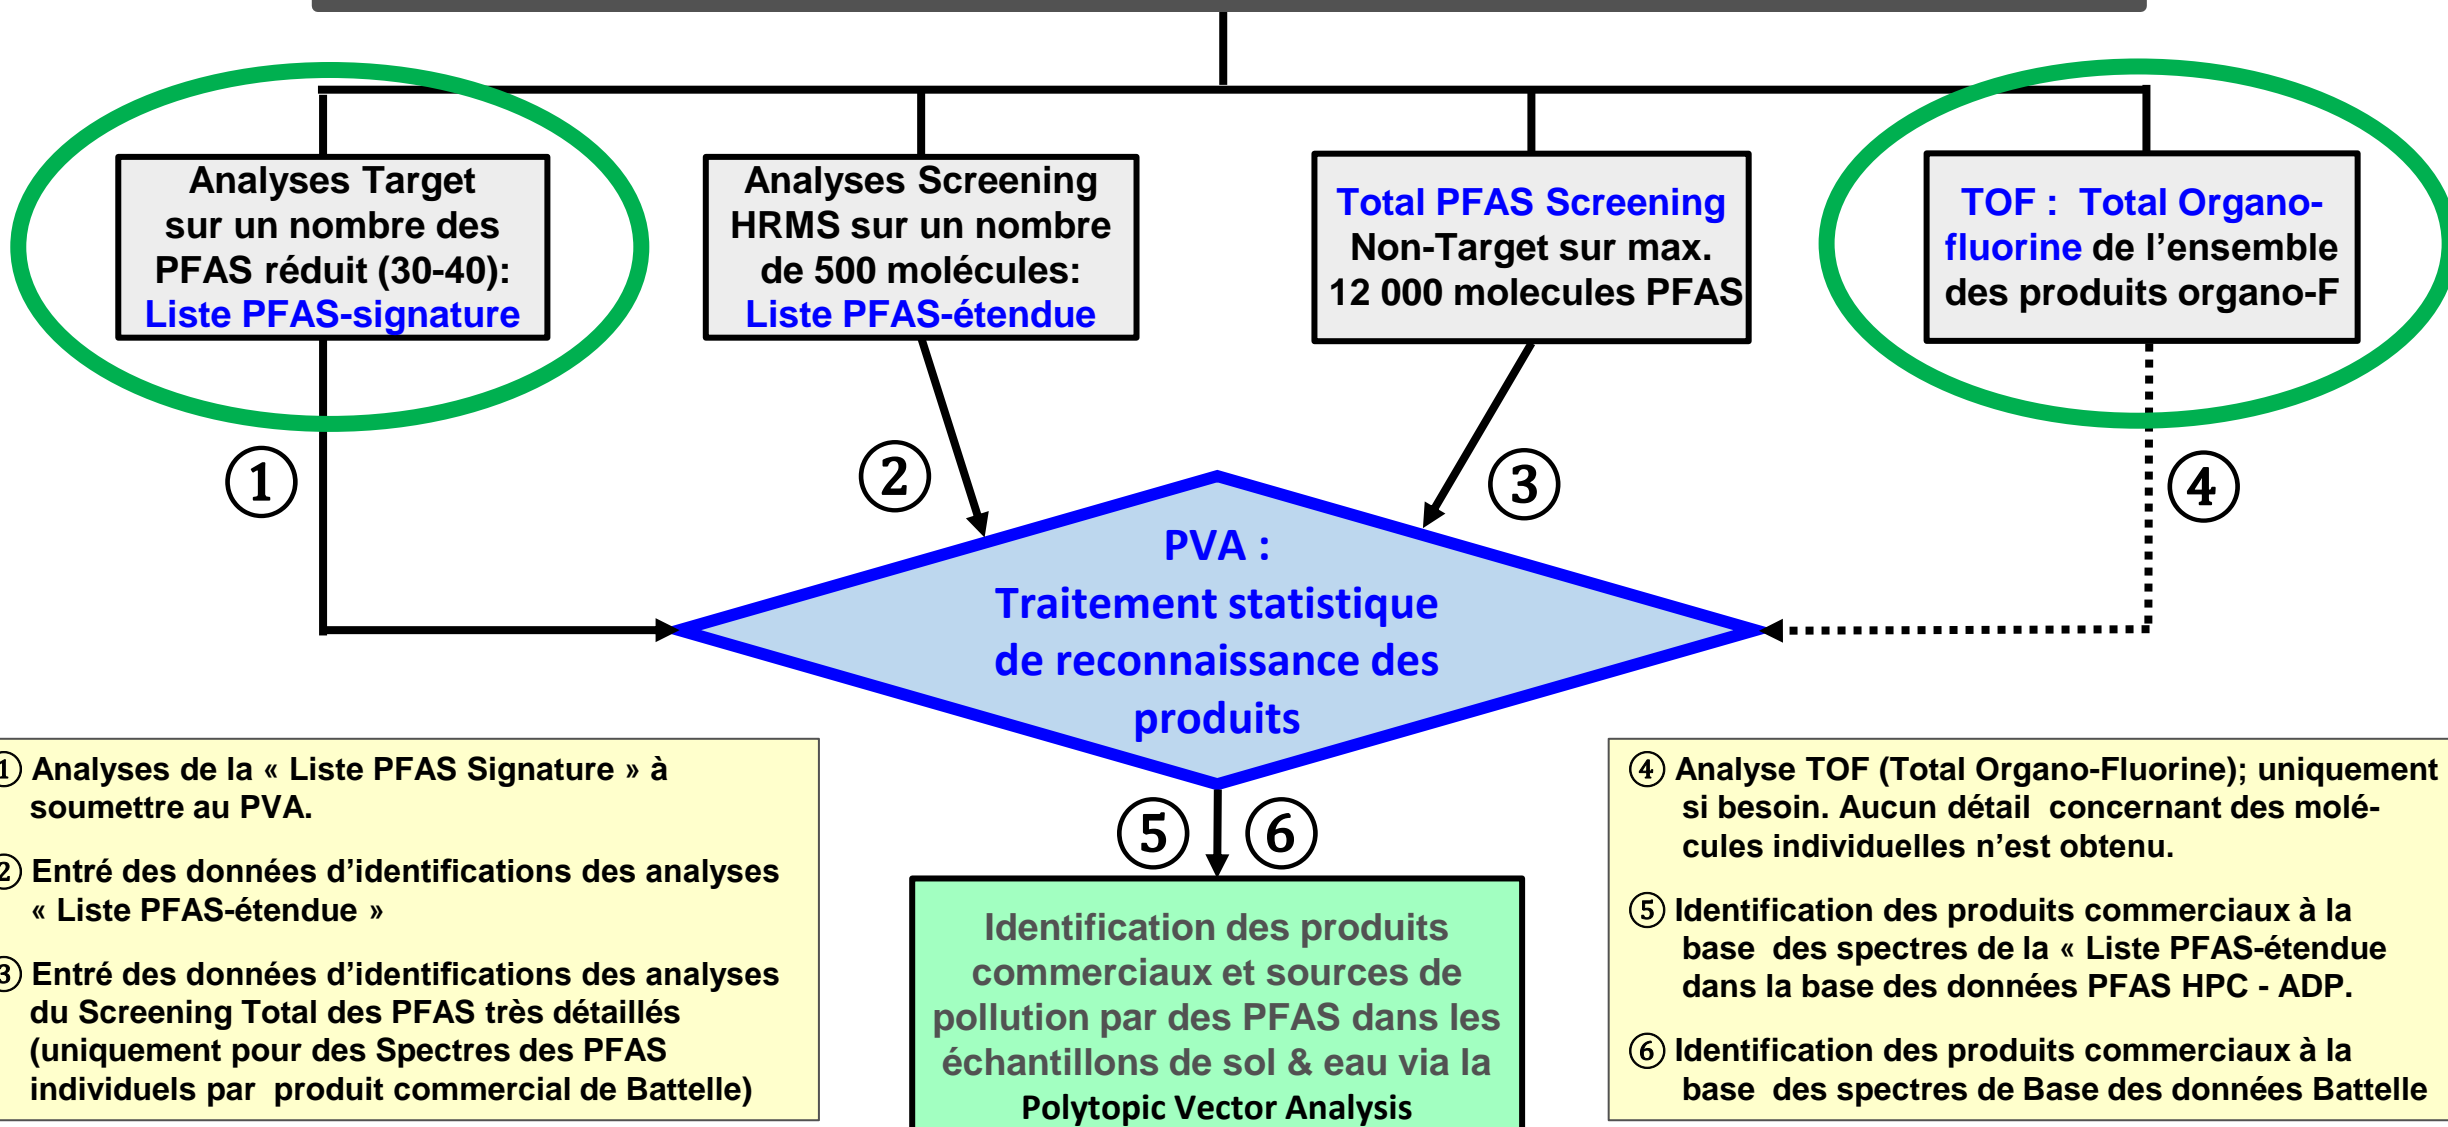 Analyses Target
sur un nombre des
PFAS réduit (30-40):
Liste PFAS-signature
Analyses Screening
HRMS sur un nombre
de 500 molécules:
Liste PFAS-étendue
Total PFAS Screening
Non-Target sur max.
12 000 molecules PFAS
TOF : Total Organo-
fluorine de l’ensemble
des produits organo-F
①
②
③
④
PVA :
Traitement statistique
de reconnaissance des
produits
① Analyses de la « Liste PFAS Signature » à
soumettre au PVA.
② Entré des données d’identifications des analyses
« Liste PFAS-étendue »
③ Entré des données d’identifications des analyses
du Screening Total des PFAS très détaillés
(uniquement pour des Spectres des PFAS
individuels par produit commercial de Battelle)
⑤ ⑥
Identification des produits
commerciaux et sources de
pollution par des PFAS dans les
échantillons de sol & eau via la
Polytopic Vector Analysis
④ Analyse TOF (Total Organo-Fluorine); uniquement
si besoin. Aucun détail concernant des molé-
cules individuelles n’est obtenu.
⑤ Identification des produits commerciaux à la
base des spectres de la « Liste PFAS-étendue
dans la base des données PFAS HPC - ADP.
⑥ Identification des produits commerciaux à la
base des spectres de Base des données Battelle